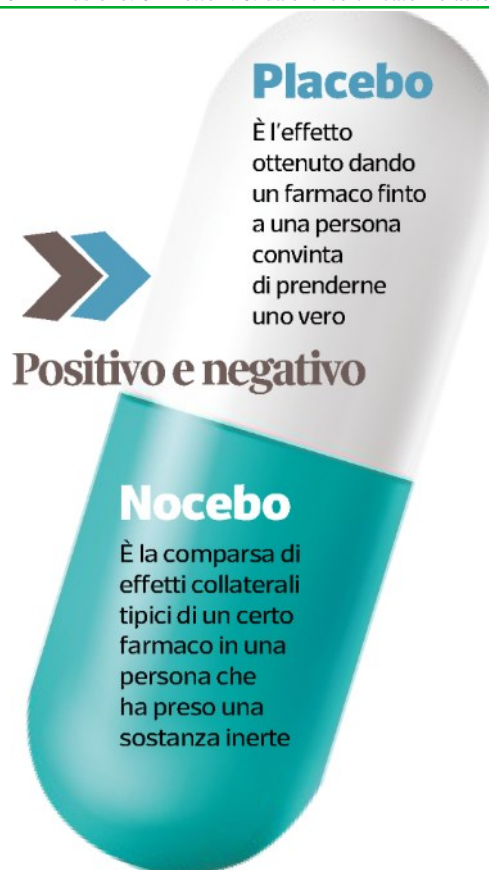 Placebo
È l'effetto
ottenuto dando
un farmaco finto
a una persona
convinta
di prenderne
uno vero
Positivo e negativo
Nocebo
È la comparsa di
effetti collaterali
tipici di un certo
farmaco in una
persona che
ha preso una
sostanza inerte